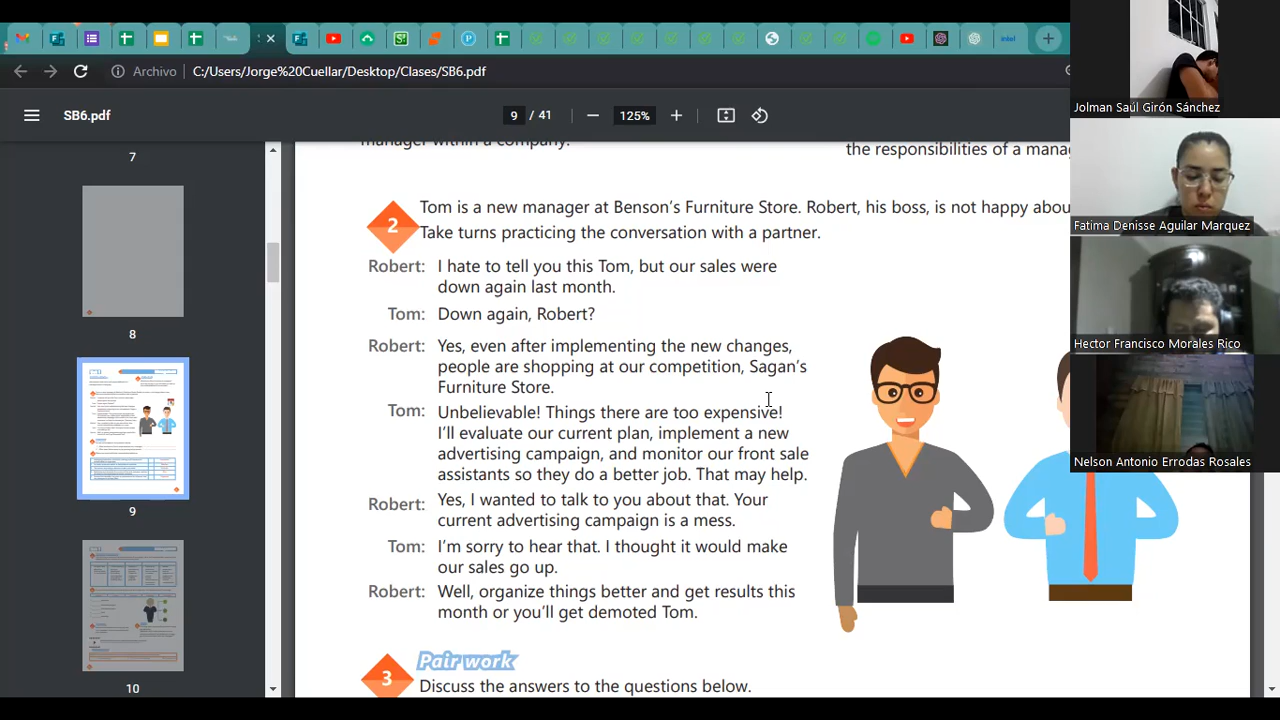 Archivo
C:/Users/Jorge%20Cuellar/Desktop/Clases/SB6.pdf
SB6.pdf
9 / 41
125%
7
8
9
10
manager within a company.
the responsibilities of a mana
2
Tom is a new manager at Benson's Furniture Store. Robert, his boss, is not happy abou
Take turns practicing the conversation with a partner.
Robert: I hate to tell you this Tom, but our sales were
down again last month.
Tom: Down again, Robert?
Robert: Yes, even after implementing the new changes,
people are shopping at our competition, Sagan's
Furniture Store.
Tom: Unbelievable! Things there are too expensive!
I'll evaluate our current plan, implement a new
advertising campaign, and monitor our front sale
assistants so they do a better job. That may help.
Robert: Yes, I wanted to talk to you about that. Your
current advertising campaign is a mess.
Tom: I'm sorry to hear that. I thought it would make
our sales go up.
Robert: Well, organize things better and get results this
month or you'll get demoted Tom.
3
Pair work
Discuss the answers to the questions below.
Jolman Saúl Girón Sánchez
Fatima Denisse Aguilar Marquez
Hector Francisco Morales Rico
Nelson Antonio Errodas Rosales